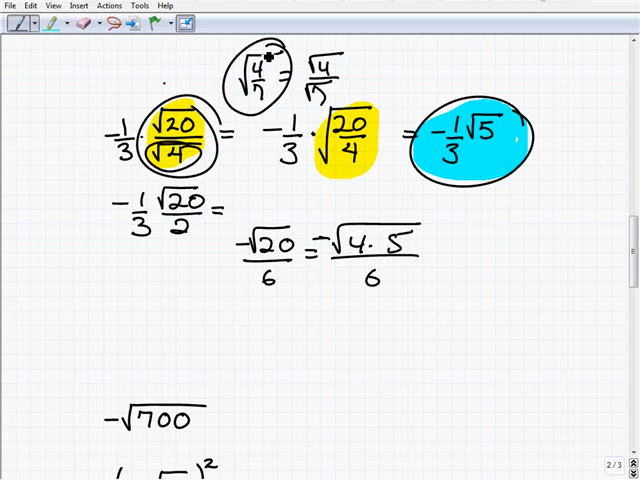 File Edit View Insert Actions Tools Help
√4/7 = √4/√7
-1/3 · √20/√4 = -1/3 · √20/4 = -1/3 √5
-1/3 √20/2 =
-√20/6 = -√4·5/6
-√700
2/3